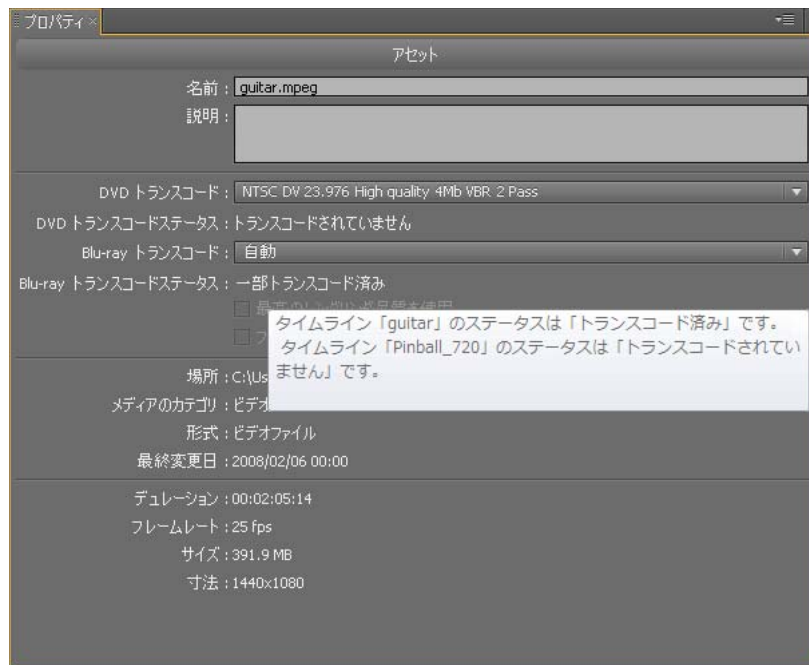 プロパティ ×
アセット
名前 : guitar.mpeg
説明 :
DVD トランスコード : NTSC DV 23.976 High quality 4Mb VBR 2 Pass
DVD トランスコードステータス : トランスコードされていません
Blu-ray トランスコード : 自動
Blu-ray トランスコードステータス : 一部トランスコード済み
タイムライン「guitar」のステータスは「トランスコード済み」です。
タイムライン「Pinball_720」のステータスは「トランスコードされてい
ません」です。
場所 : C:\Us
メディアのカテゴリ : ビデオ
形式 : ビデオファイル
最終変更日 : 2008/02/06 00:00
デュレーション : 00:02:05:14
フレームレート : 25 fps
サイズ : 391.9 MB
寸法 : 1440x1080